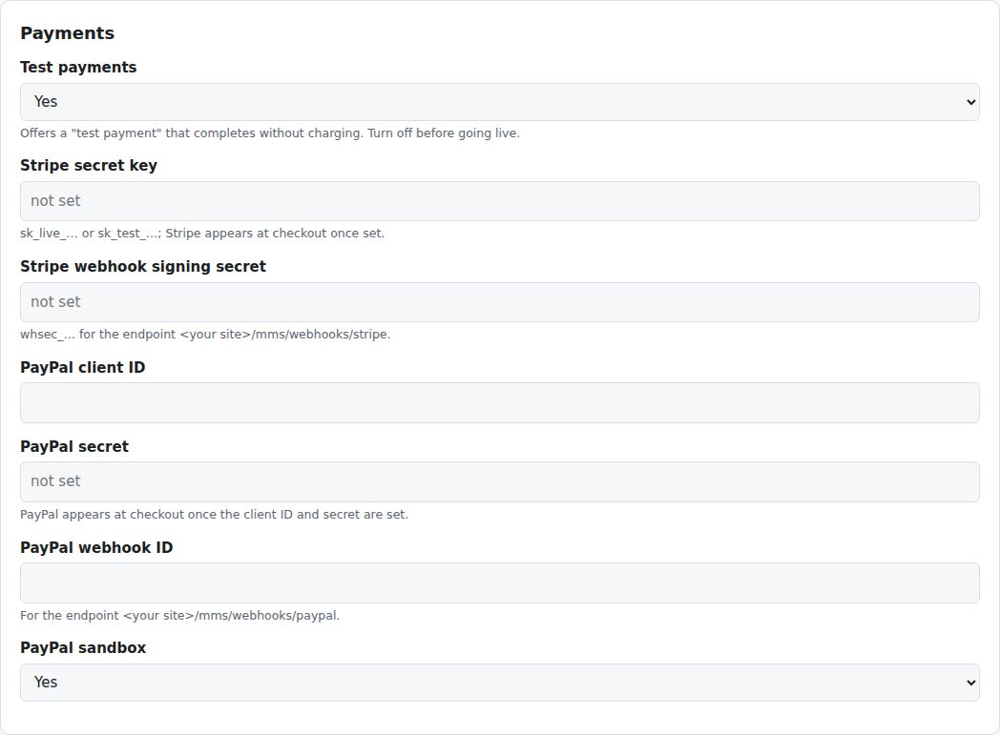 Payments
Test payments
Yes
Offers a "test payment" that completes without charging. Turn off before going live.
Stripe secret key
not set
sk_live_… or sk_test_…; Stripe appears at checkout once set.
Stripe webhook signing secret
not set
whsec_… for the endpoint <your site>/mms/webhooks/stripe.
PayPal client ID
PayPal secret
not set
PayPal appears at checkout once the client ID and secret are set.
PayPal webhook ID
For the endpoint <your site>/mms/webhooks/paypal.
PayPal sandbox
Yes